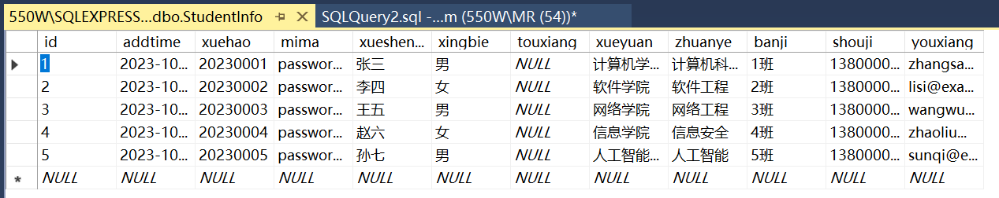 550W\SQLEXPRESS...dbo.StudentInfo SQLQuery2.sql -...m (550W\MR (54))*
id addtime xuehao mima xueshen... xingbie touxiang xueyuan zhuanye banji shouji youxiang
1 2023-10... 20230001 passwor... 张三 男 NULL 计算机学... 计算机科... 1班 1380000... zhangsa...
2 2023-10... 20230002 passwor... 李四 女 NULL 软件学院 软件工程 2班 1380000... lisi@exa...
3 2023-10... 20230003 passwor... 王五 男 NULL 网络学院 网络工程 3班 1380000... wangwu...
4 2023-10... 20230004 passwor... 赵六 女 NULL 信息学院 信息安全 4班 1380000... zhaoliu...
5 2023-10... 20230005 passwor... 孙七 男 NULL 人工智能... 人工智能 5班 1380000... sunqi@e...
NULL NULL NULL NULL NULL NULL NULL NULL NULL NULL NULL NULL